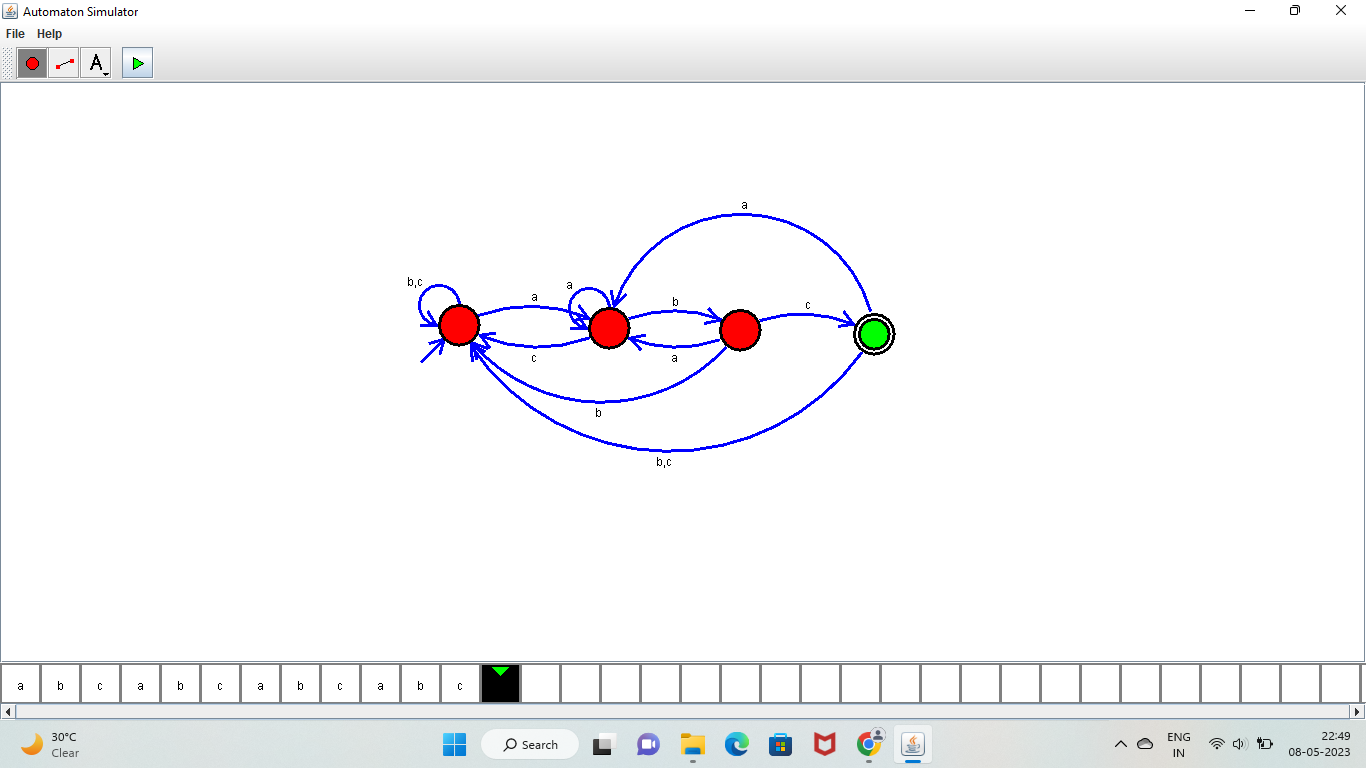 Automaton Simulator
File Help
A
a
b,c
a
a
b
c
c
a
b
b,c
a b c a b c a b c a b c
30°C
Clear
Search
ENG
IN
22:49
08-05-2023